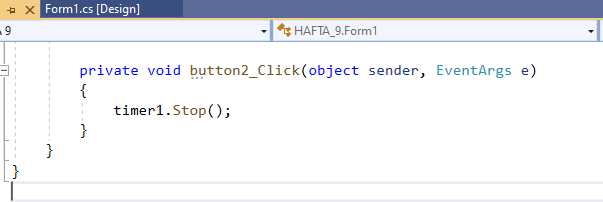 Form1.cs [Design]
A 9
HAFTA_9.Form1
private void button2_Click(object sender, EventArgs e)
{
timer1.Stop();
}
}
}